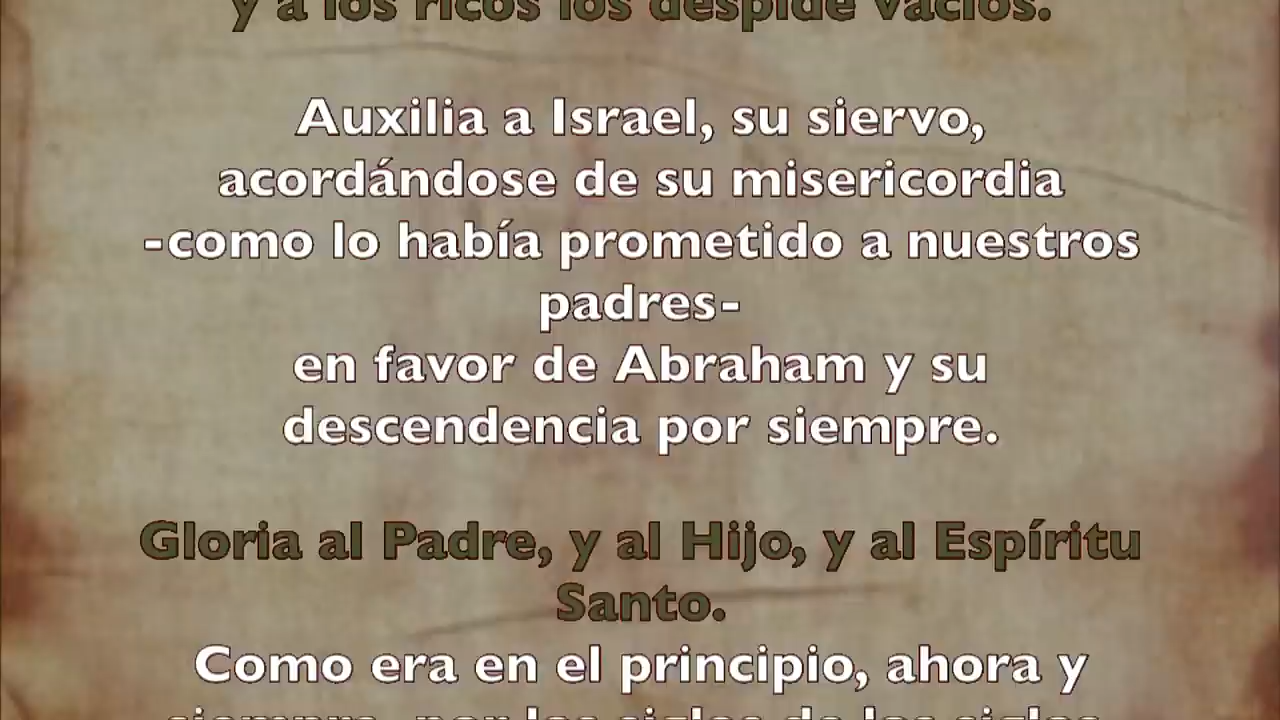 y a los ricos los despide vacíos.
Auxilia a Israel, su siervo,
acordándose de su misericordia
-como lo había prometido a nuestros
padres-
en favor de Abraham y su
descendencia por siempre.
Gloria al Padre, y al Hijo, y al Espíritu
Santo.
Como era en el principio, ahora y
siempre, por los siglos de los siglos